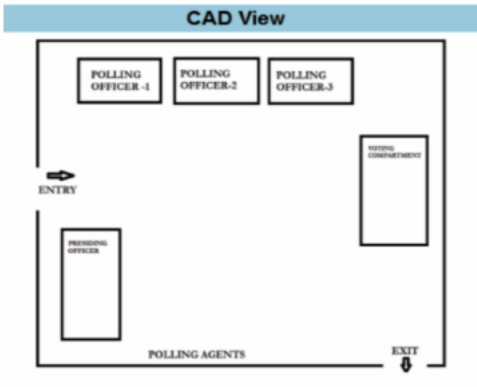 CAD View
POLLING
OFFICER -1
POLLING
OFFICER-2
POLLING
OFFICER-3
VOTING
COMPARTMENT
ENTRY
PRESIDING
OFFICER
POLLING AGENTS
EXIT